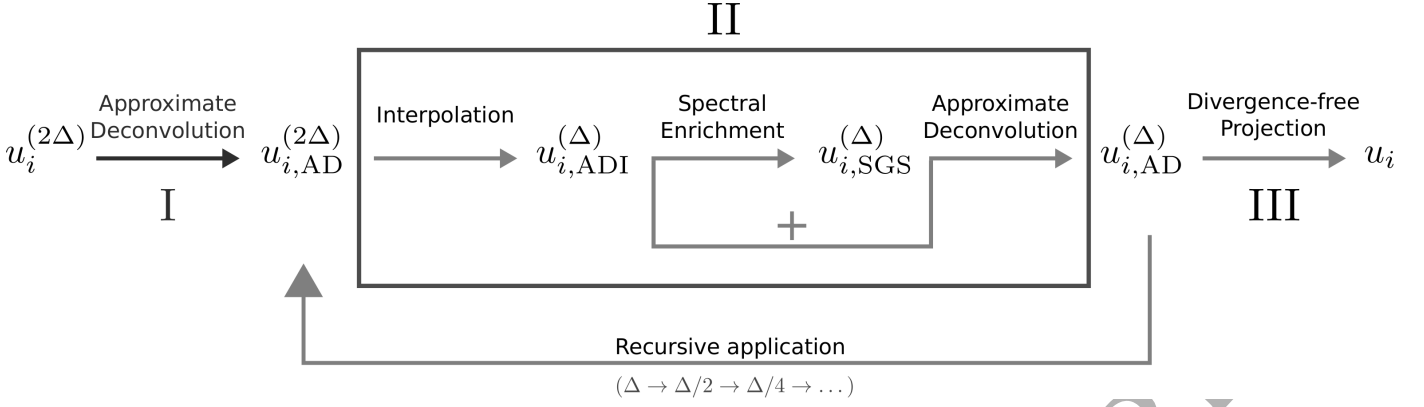 II
Approximate
Deconvolution
Interpolation
Spectral
Enrichment
Approximate
Deconvolution
Divergence-free
Projection
u_i^{(2Δ)} u_{i,AD}^{(2Δ)} u_{i,ADI}^{(Δ)} u_{i,SGS}^{(Δ)} u_{i,AD}^{(Δ)} u_i
I
+
III
Recursive application
(Δ → Δ/2 → Δ/4 → ...)